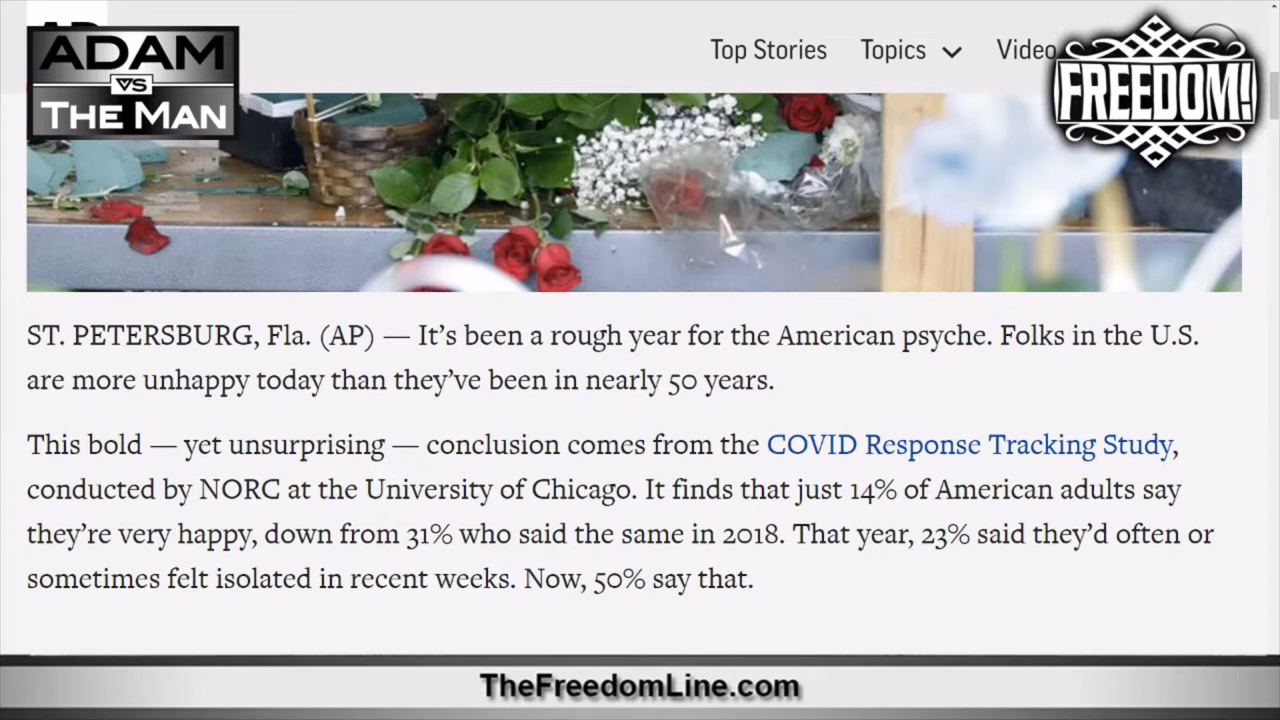 ADAM
VS
THE MAN
Top Stories Topics Video
FREEDOM!
ST. PETERSBURG, Fla. (AP) — It’s been a rough year for the American psyche. Folks in the U.S.
are more unhappy today than they’ve been in nearly 50 years.
This bold — yet unsurprising — conclusion comes from the COVID Response Tracking Study,
conducted by NORC at the University of Chicago. It finds that just 14% of American adults say
they’re very happy, down from 31% who said the same in 2018. That year, 23% said they’d often or
sometimes felt isolated in recent weeks. Now, 50% say that.
TheFreedomLine.com